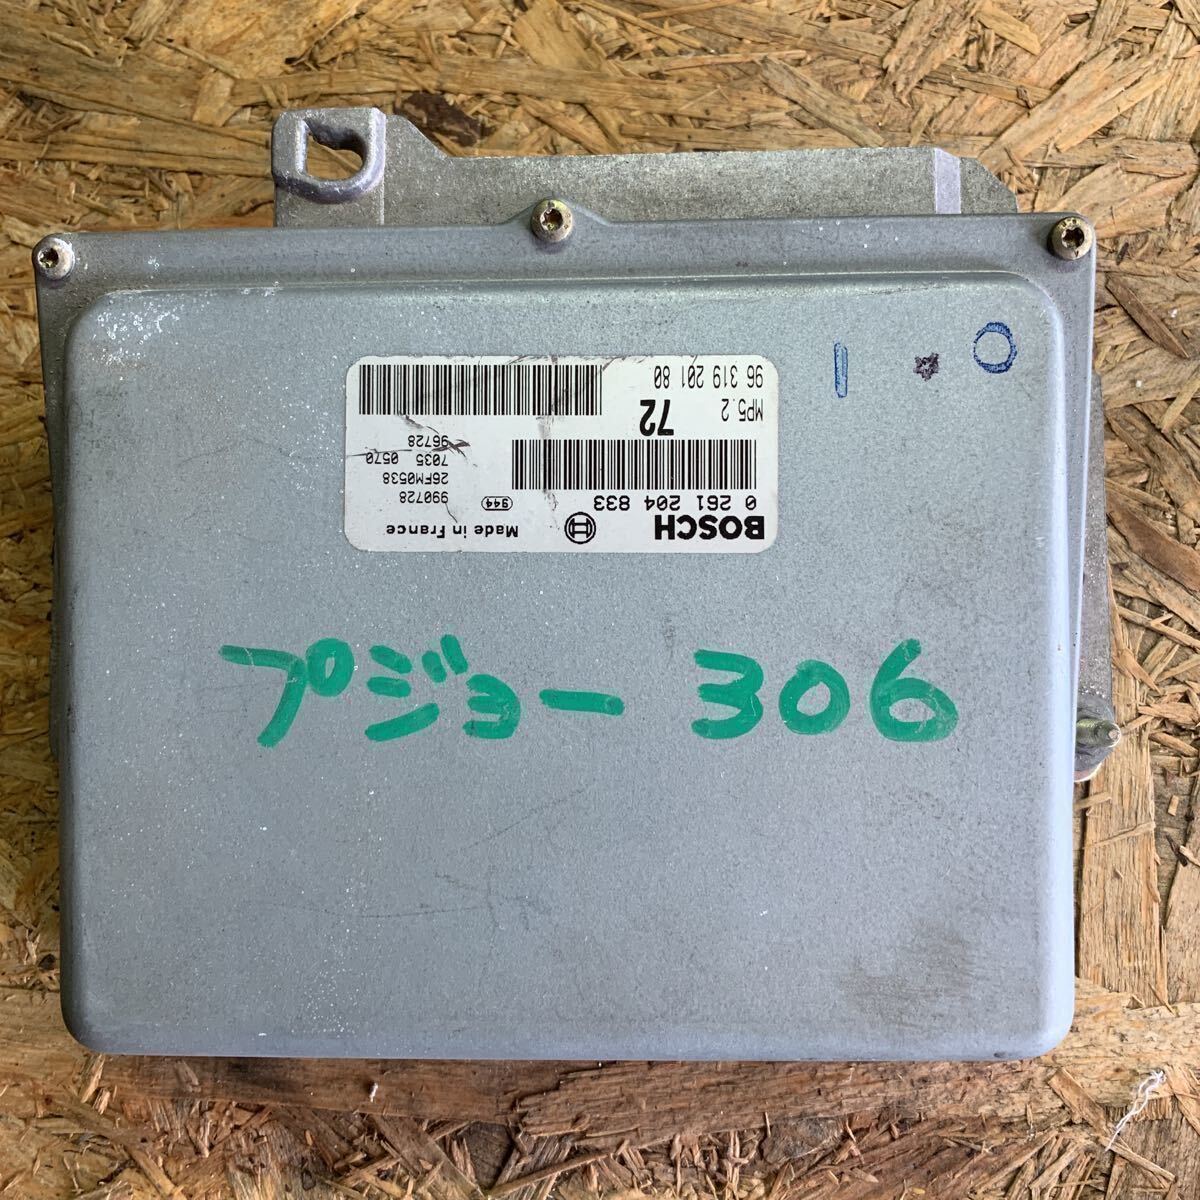 BOSCH Made in France
0 261 204 833 944 990728
26FM0538
7035 0570
96728
MP5.2 72
96 319 201 80
プジョー 306